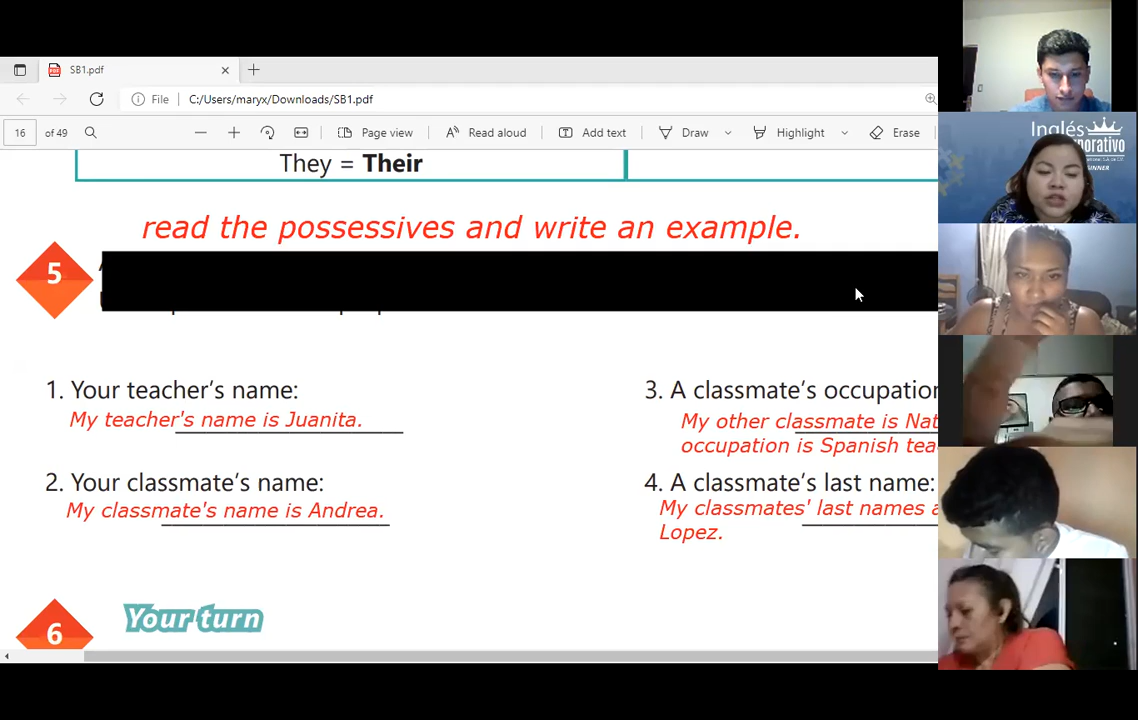 SB1.pdf
File C:/Users/maryx/Downloads/SB1.pdf
16 of 49 Page view Read aloud Add text Draw Highlight Erase
They = Their
read the possessives and write an example.
5
1. Your teacher's name:
My teacher's name is Juanita.
2. Your classmate's name:
My classmate's name is Andrea.
3. A classmate's occupation
My other classmate is Nat
occupation is Spanish tea
4. A classmate's last name:
My classmates' last names a
Lopez.
6 Your turn
Inglés
orporativo